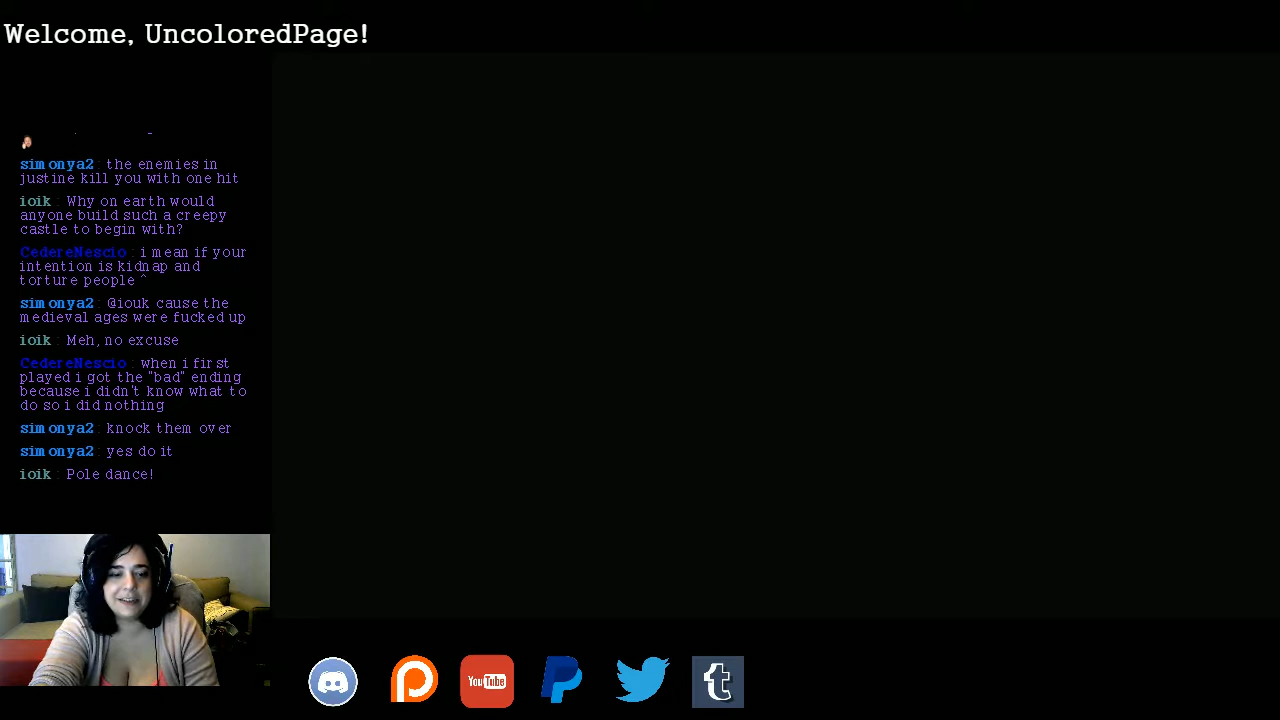 Welcome, UncoloredPage!
simonya2 : the enemies in
justine kill you with one hit
ioik : Why on earth would
anyone build such a creepy
castle to begin with?
CedereNescio : i mean if your
intention is kidnap and
torture people ^
simonya2 : @iouk cause the
medieval ages were fucked up
ioik : Meh, no excuse
CedereNescio : when i first
played i got the "bad" ending
because i didn't know what to
do so i did nothing
simonya2 : knock them over
simonya2 : yes do it
ioik : Pole dance!
YouTube